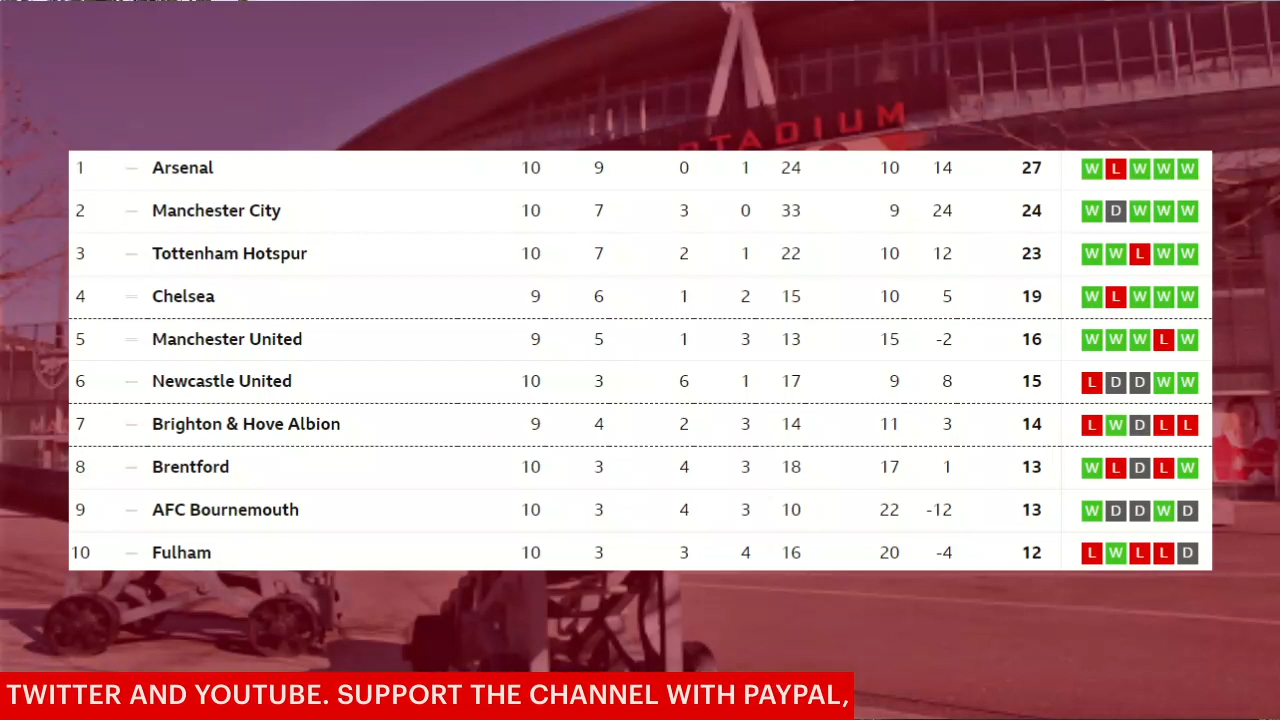 STADIUM
1 — Arsenal 10 9 0 1 24 10 14 27 W L W W W
2 — Manchester City 10 7 3 0 33 9 24 24 W D W W W
3 — Tottenham Hotspur 10 7 2 1 22 10 12 23 W W L W W
4 Chelsea 9 6 1 2 15 10 5 19 W L W W W
5 Manchester United 9 5 1 3 13 15 -2 16 W W W L W
6 — Newcastle United 10 3 6 1 17 9 8 15 L D D W W
7 — Brighton & Hove Albion 9 4 2 3 14 11 3 14 L W D L L
8 — Brentford 10 3 4 3 18 17 1 13 W L D L W
9 — AFC Bournemouth 10 3 4 3 10 22 -12 13 W D D W D
10 — Fulham 10 3 3 4 16 20 -4 12 L W L L D
TWITTER AND YOUTUBE. SUPPORT THE CHANNEL WITH PAYPAL,